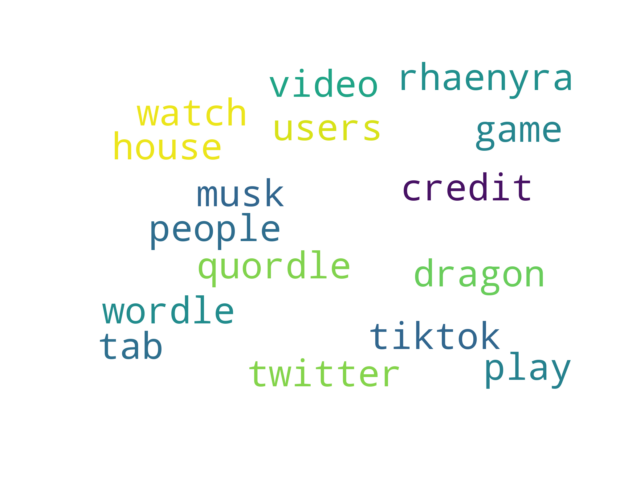 rhaenyra
video
watch
users
game
house
credit
musk
people
quordle
dragon
wordle
tiktok
tab
play
twitter